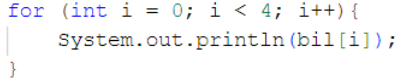 for (int i = 0; i < 4; i++){
    System.out.println(bil[i]);
}